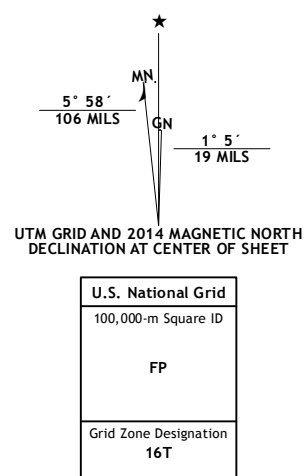 ★
MN.
GN
5° 58´
106 MILS
1° 5´
19 MILS
UTM GRID AND 2014 MAGNETIC NORTH
DECLINATION AT CENTER OF SHEET
U.S. National Grid
100,000-m Square ID
FP
Grid Zone Designation
16T